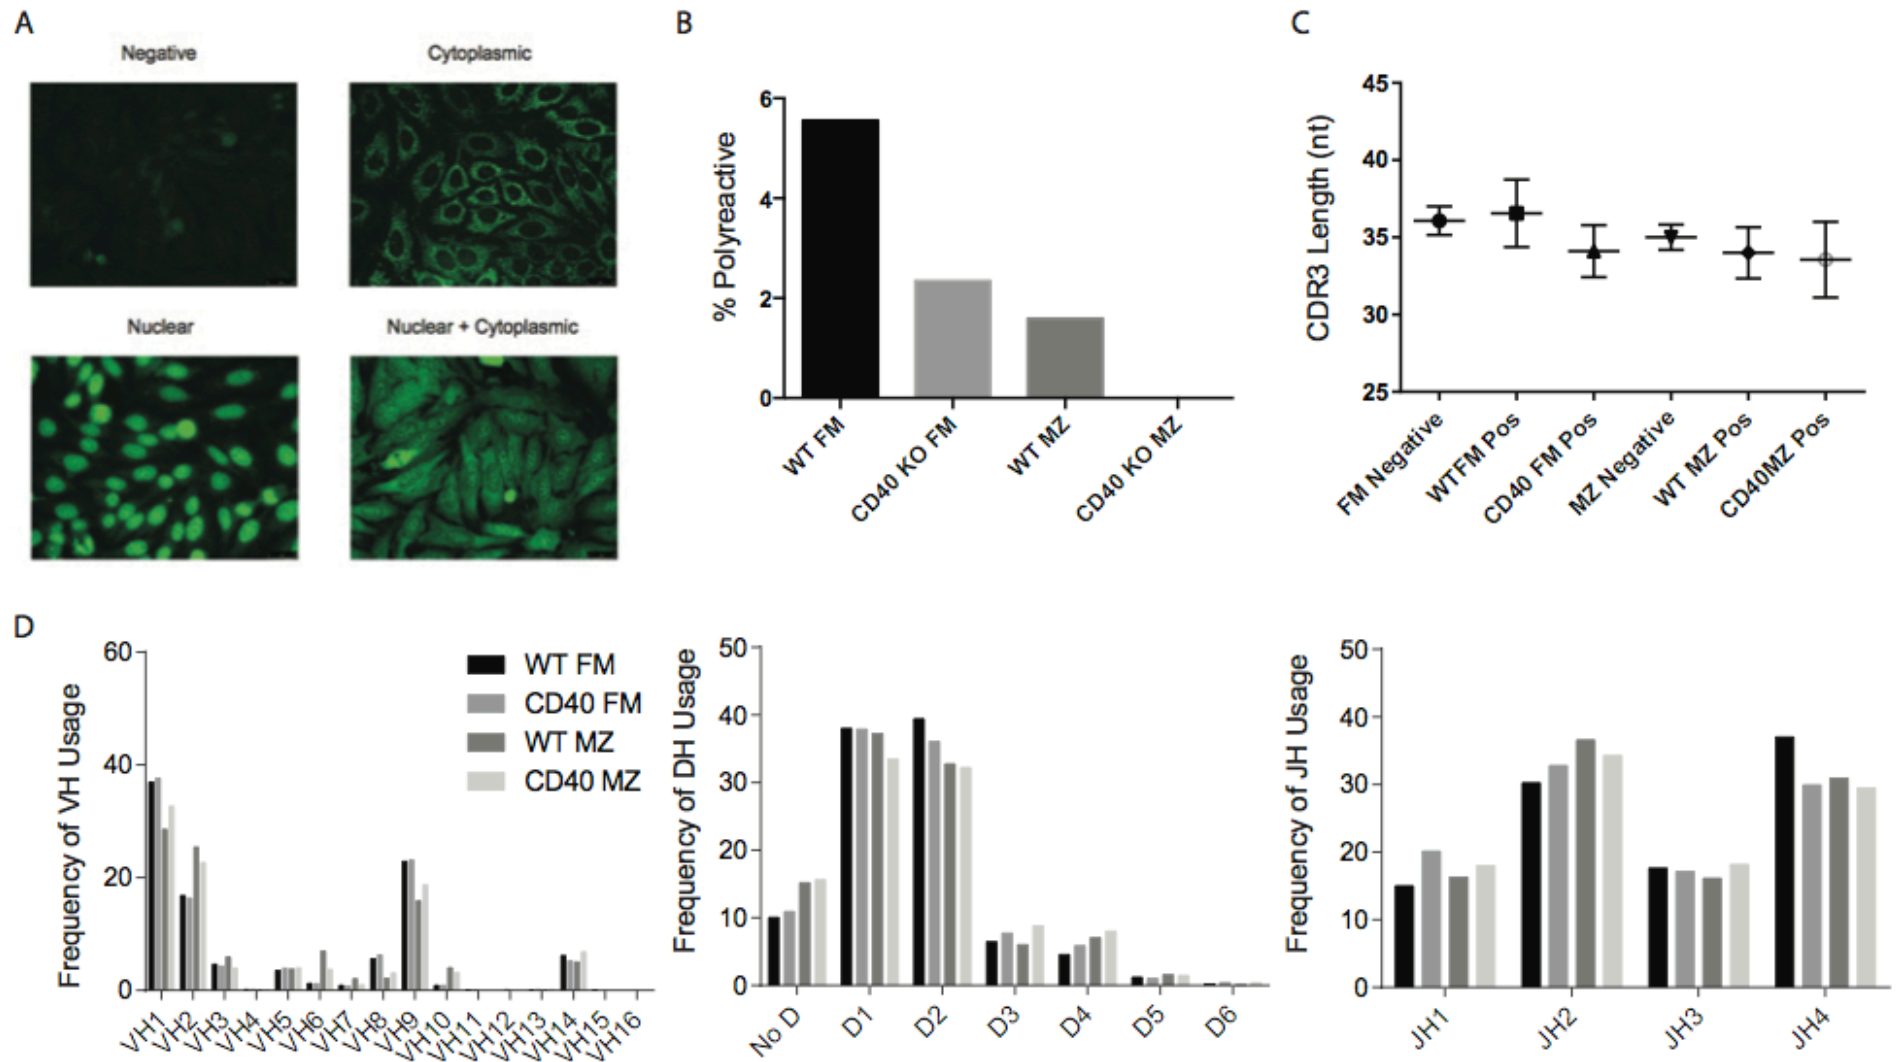 A
Negative
Cytoplasmic
Nuclear
Nuclear + Cytoplasmic
B
% Polyreactive
6
4
2
0
WT FM
CD40 KO FM
WT MZ
CD40 KO MZ
C
CDR3 Length (nt)
45
40
35
30
25
FM Negative
WTFM Pos
CD40 FM Pos
MZ Negative
WT MZ Pos
CD40MZ Pos
D
Frequency of VH Usage
60
40
20
0
WT FM
CD40 FM
WT MZ
CD40 MZ
VH1
VH2
VH3
VH4
VH5
VH6
VH7
VH8
VH9
VH10
VH11
VH12
VH13
VH14
VH15
VH16
Frequency of DH Usage
50
40
30
20
10
0
No D
D1
D2
D3
D4
D5
D6
Frequency of JH Usage
50
40
30
20
10
0
JH1
JH2
JH3
JH4